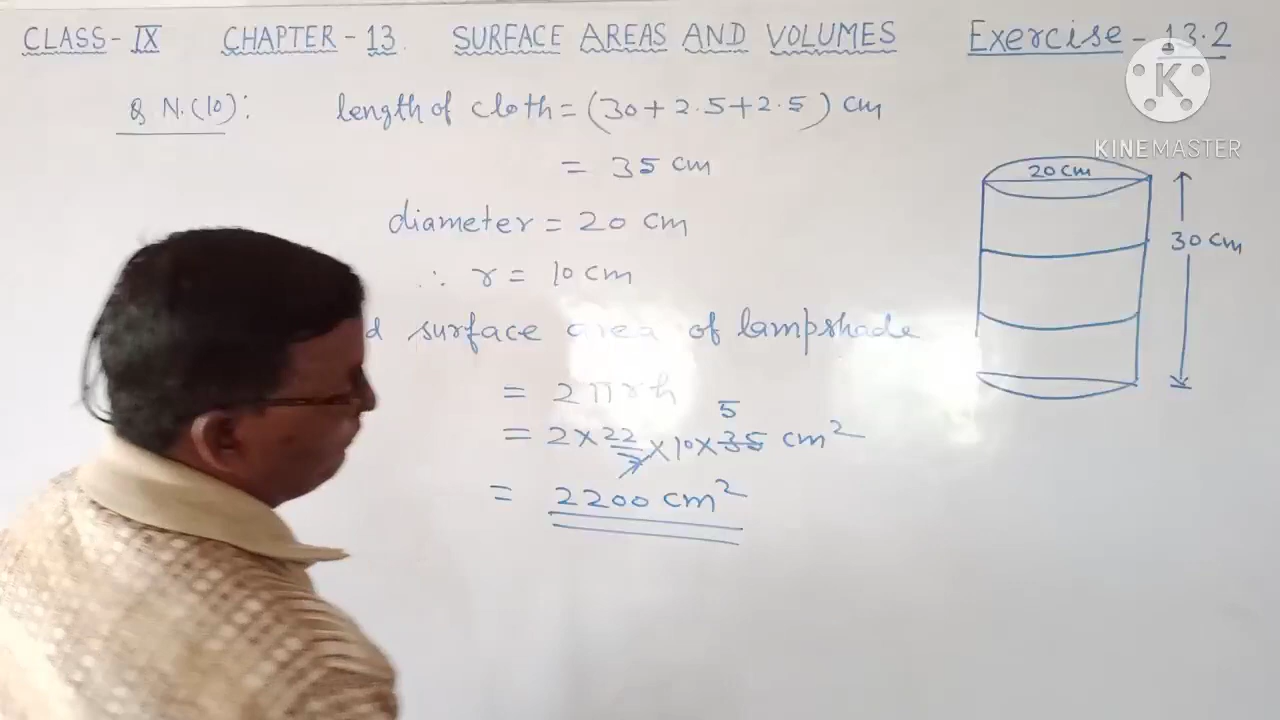 CLASS-IX CHAPTER-13. SURFACE AREAS AND VOLUMES Exercise-13.2
Q N.(10): length of cloth = (30+2.5+2.5) cm
= 35 cm
diameter = 20 cm
∴ r = 10 cm
surface area of lampshade
= 2πrh
5
= 2×22/7×10×35 cm²
= 2200 cm²
20 cm
30 cm
K
KINEMASTER